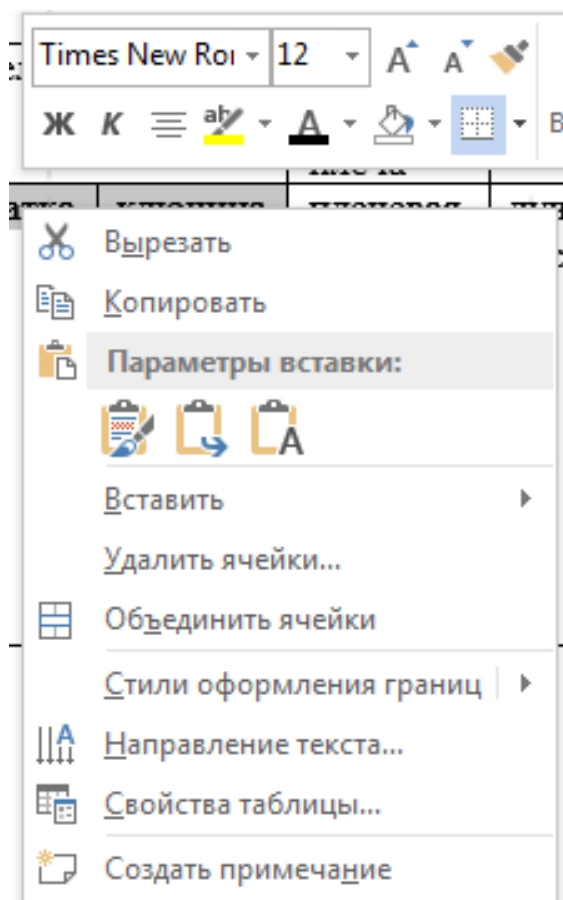 Times New Roı
12
Ж К
Вырезать
Копировать
Параметры вставки:
Вставить
Удалить ячейки...
Объединить ячейки
Стили оформления границ
Направление текста...
Свойства таблицы...
Создать примечание